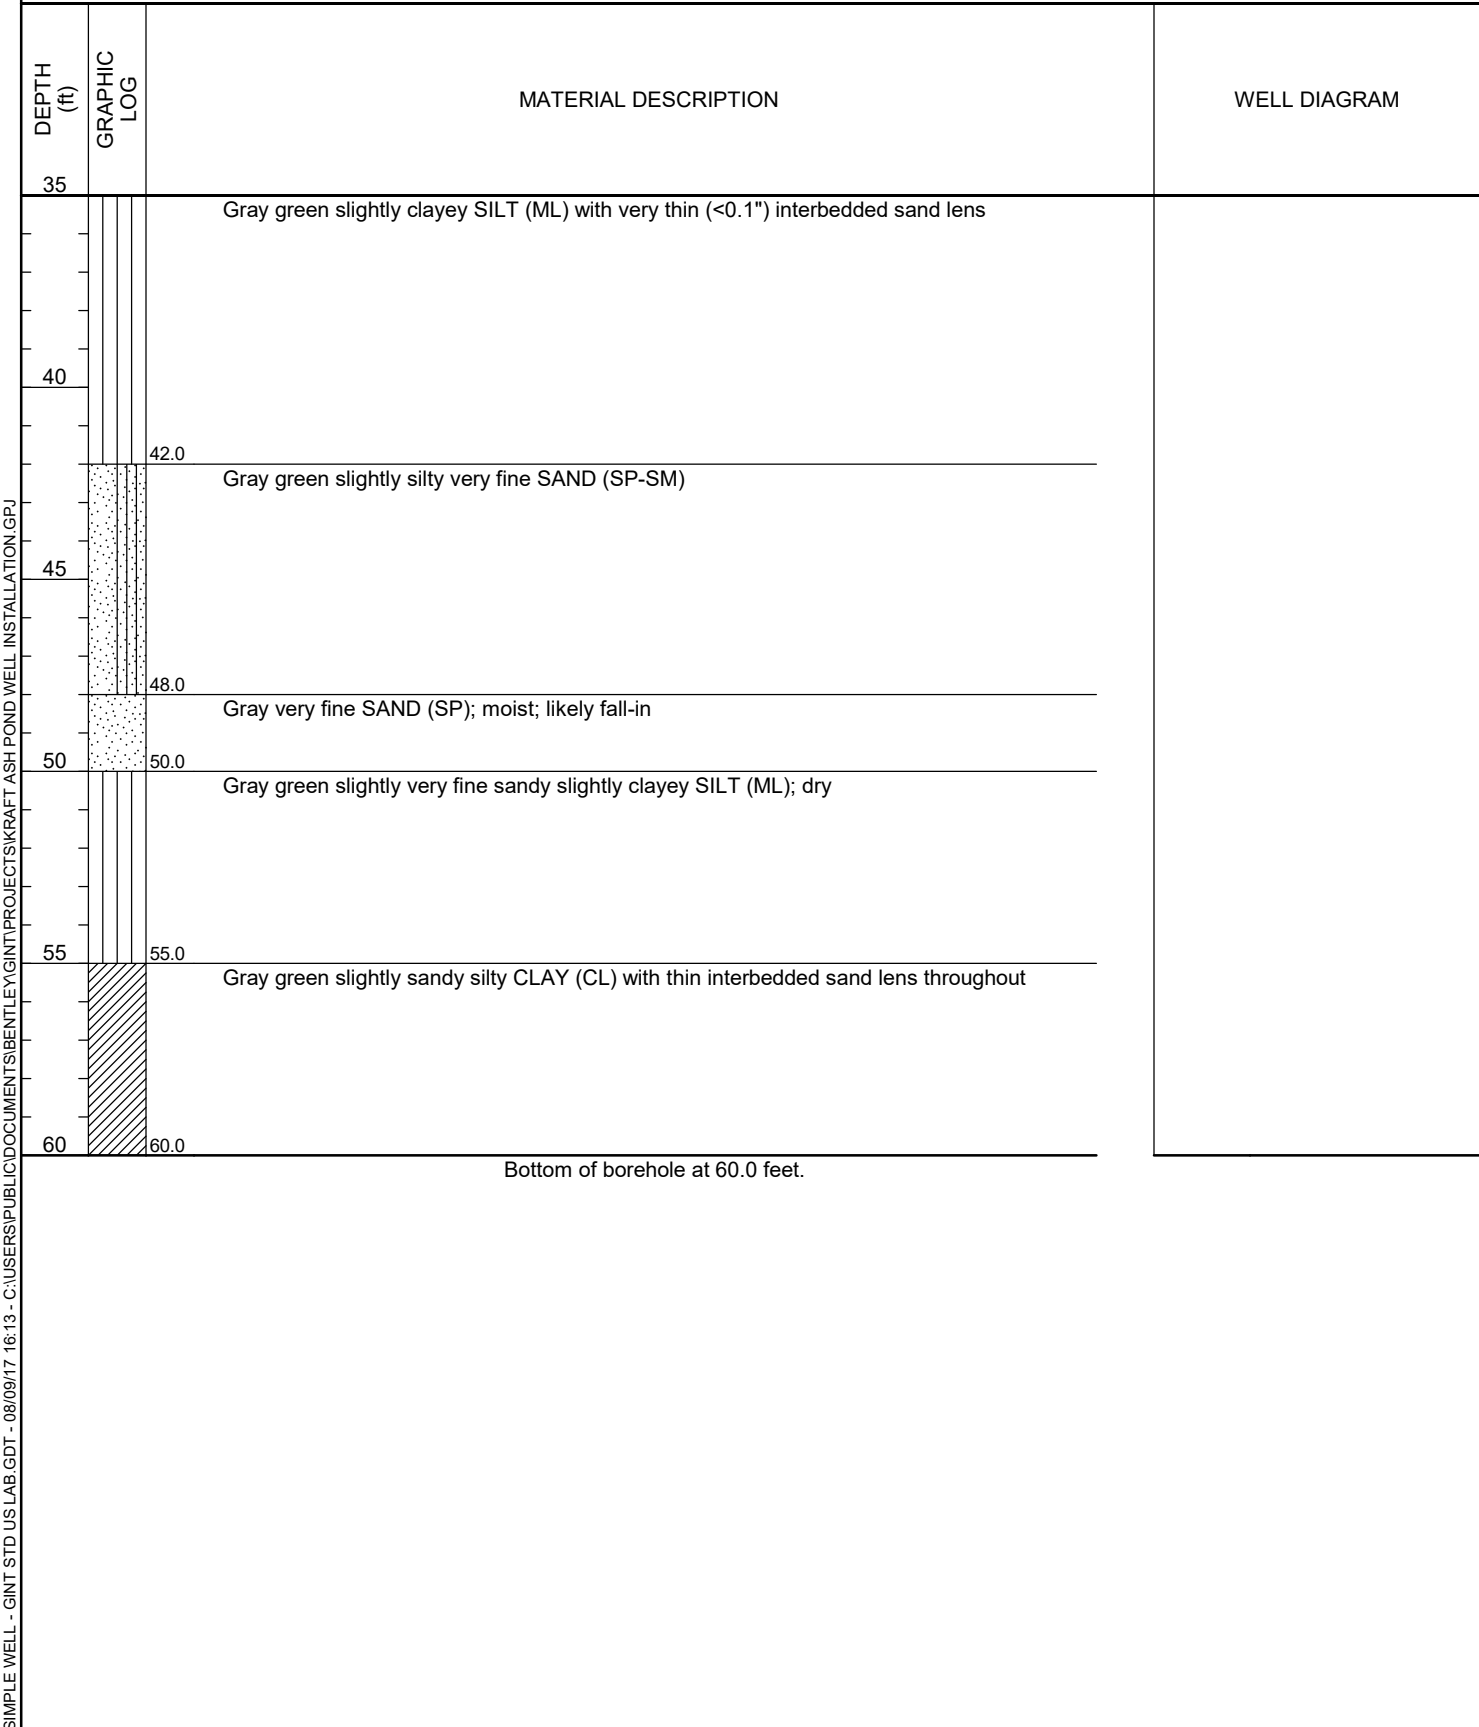 DEPTH
(ft)
GRAPHIC
LOG
MATERIAL DESCRIPTION
WELL DIAGRAM
35
Gray green slightly clayey SILT (ML) with very thin (<0.1") interbedded sand lens
40
42.0
Gray green slightly silty very fine SAND (SP-SM)
45
48.0
Gray very fine SAND (SP); moist; likely fall-in
50
50.0
Gray green slightly very fine sandy slightly clayey SILT (ML); dry
55
55.0
Gray green slightly sandy silty CLAY (CL) with thin interbedded sand lens throughout
60
60.0
Bottom of borehole at 60.0 feet.
SIMPLE WELL - GINT STD US LAB.GDT - 08/09/17 16:13 - C:\USERS\PUBLIC\DOCUMENTS\BENTLEY\GINT\PROJECTS\KRAFT ASH POND WELL INSTALLATION.GPJ